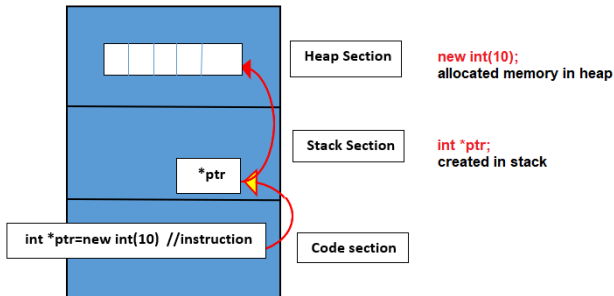 Heap Section
new int(10);
allocated memory in heap
Stack Section
int *ptr;
created in stack
*ptr
int *ptr=new int(10)  //instruction
Code section